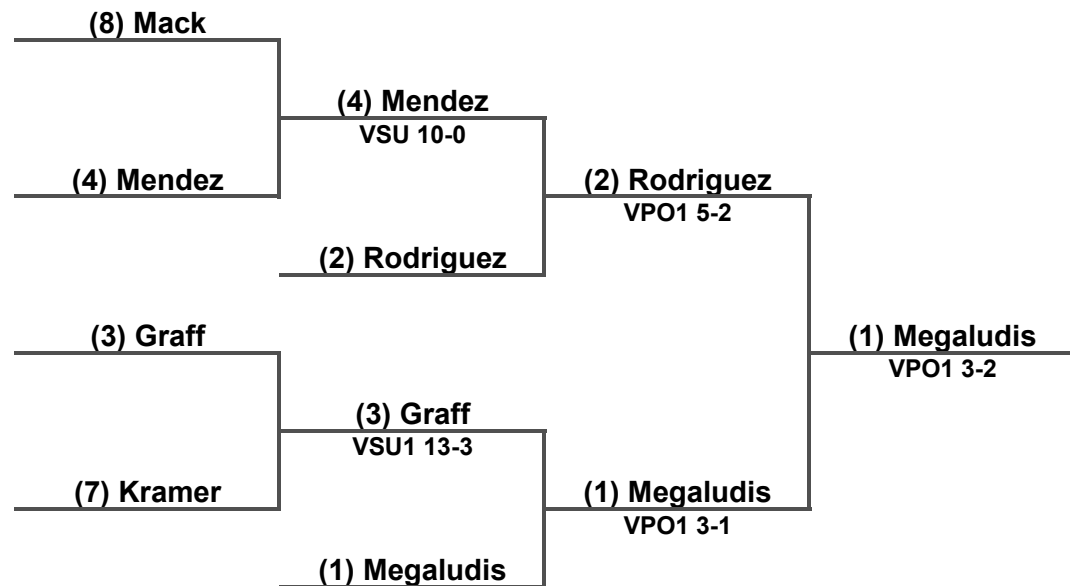 (8) Mack
(4) Mendez
VSU 10-0
(4) Mendez
(2) Rodriguez
VPO1 5-2
(2) Rodriguez
(3) Graff
(1) Megaludis
VPO1 3-2
(3) Graff
VSU1 13-3
(7) Kramer
(1) Megaludis
VPO1 3-1
(1) Megaludis